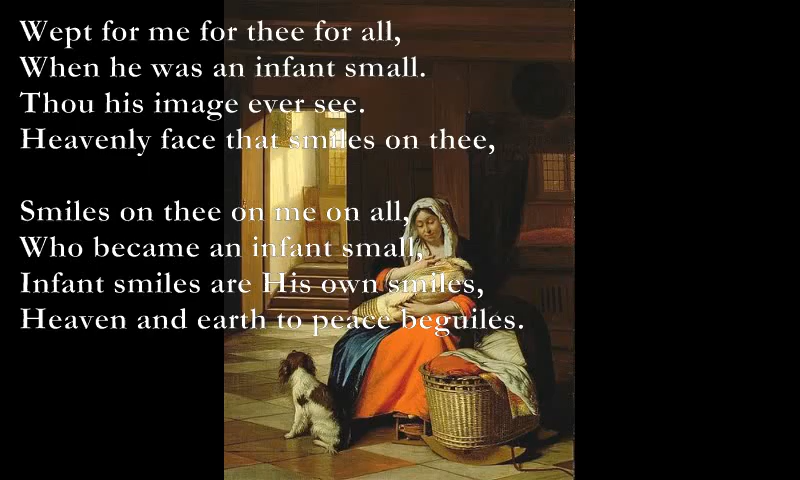 Wept for me for thee for all,
When he was an infant small.
Thou his image ever see.
Heavenly face that smiles on thee,
Smiles on thee on me on all,
Who became an infant small,
Infant smiles are His own smiles,
Heaven and earth to peace beguiles.